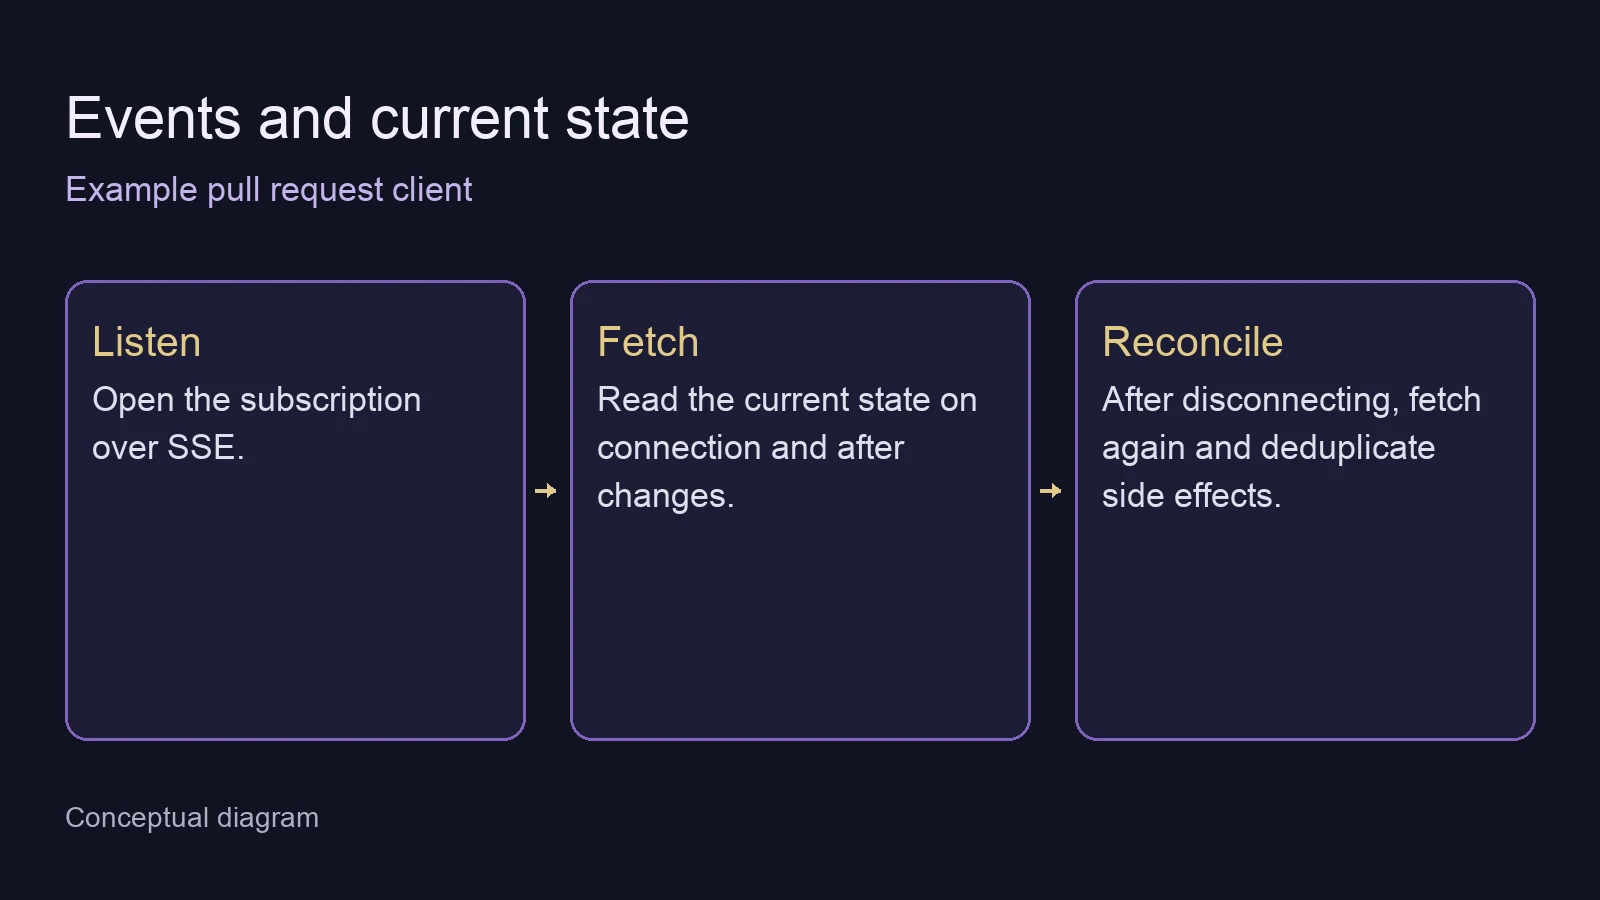 Events and current state
Example pull request client
Listen
Open the subscription
over SSE.
Fetch
Read the current state on
connection and after
changes.
Reconcile
After disconnecting, fetch
again and deduplicate
side effects.
Conceptual diagram